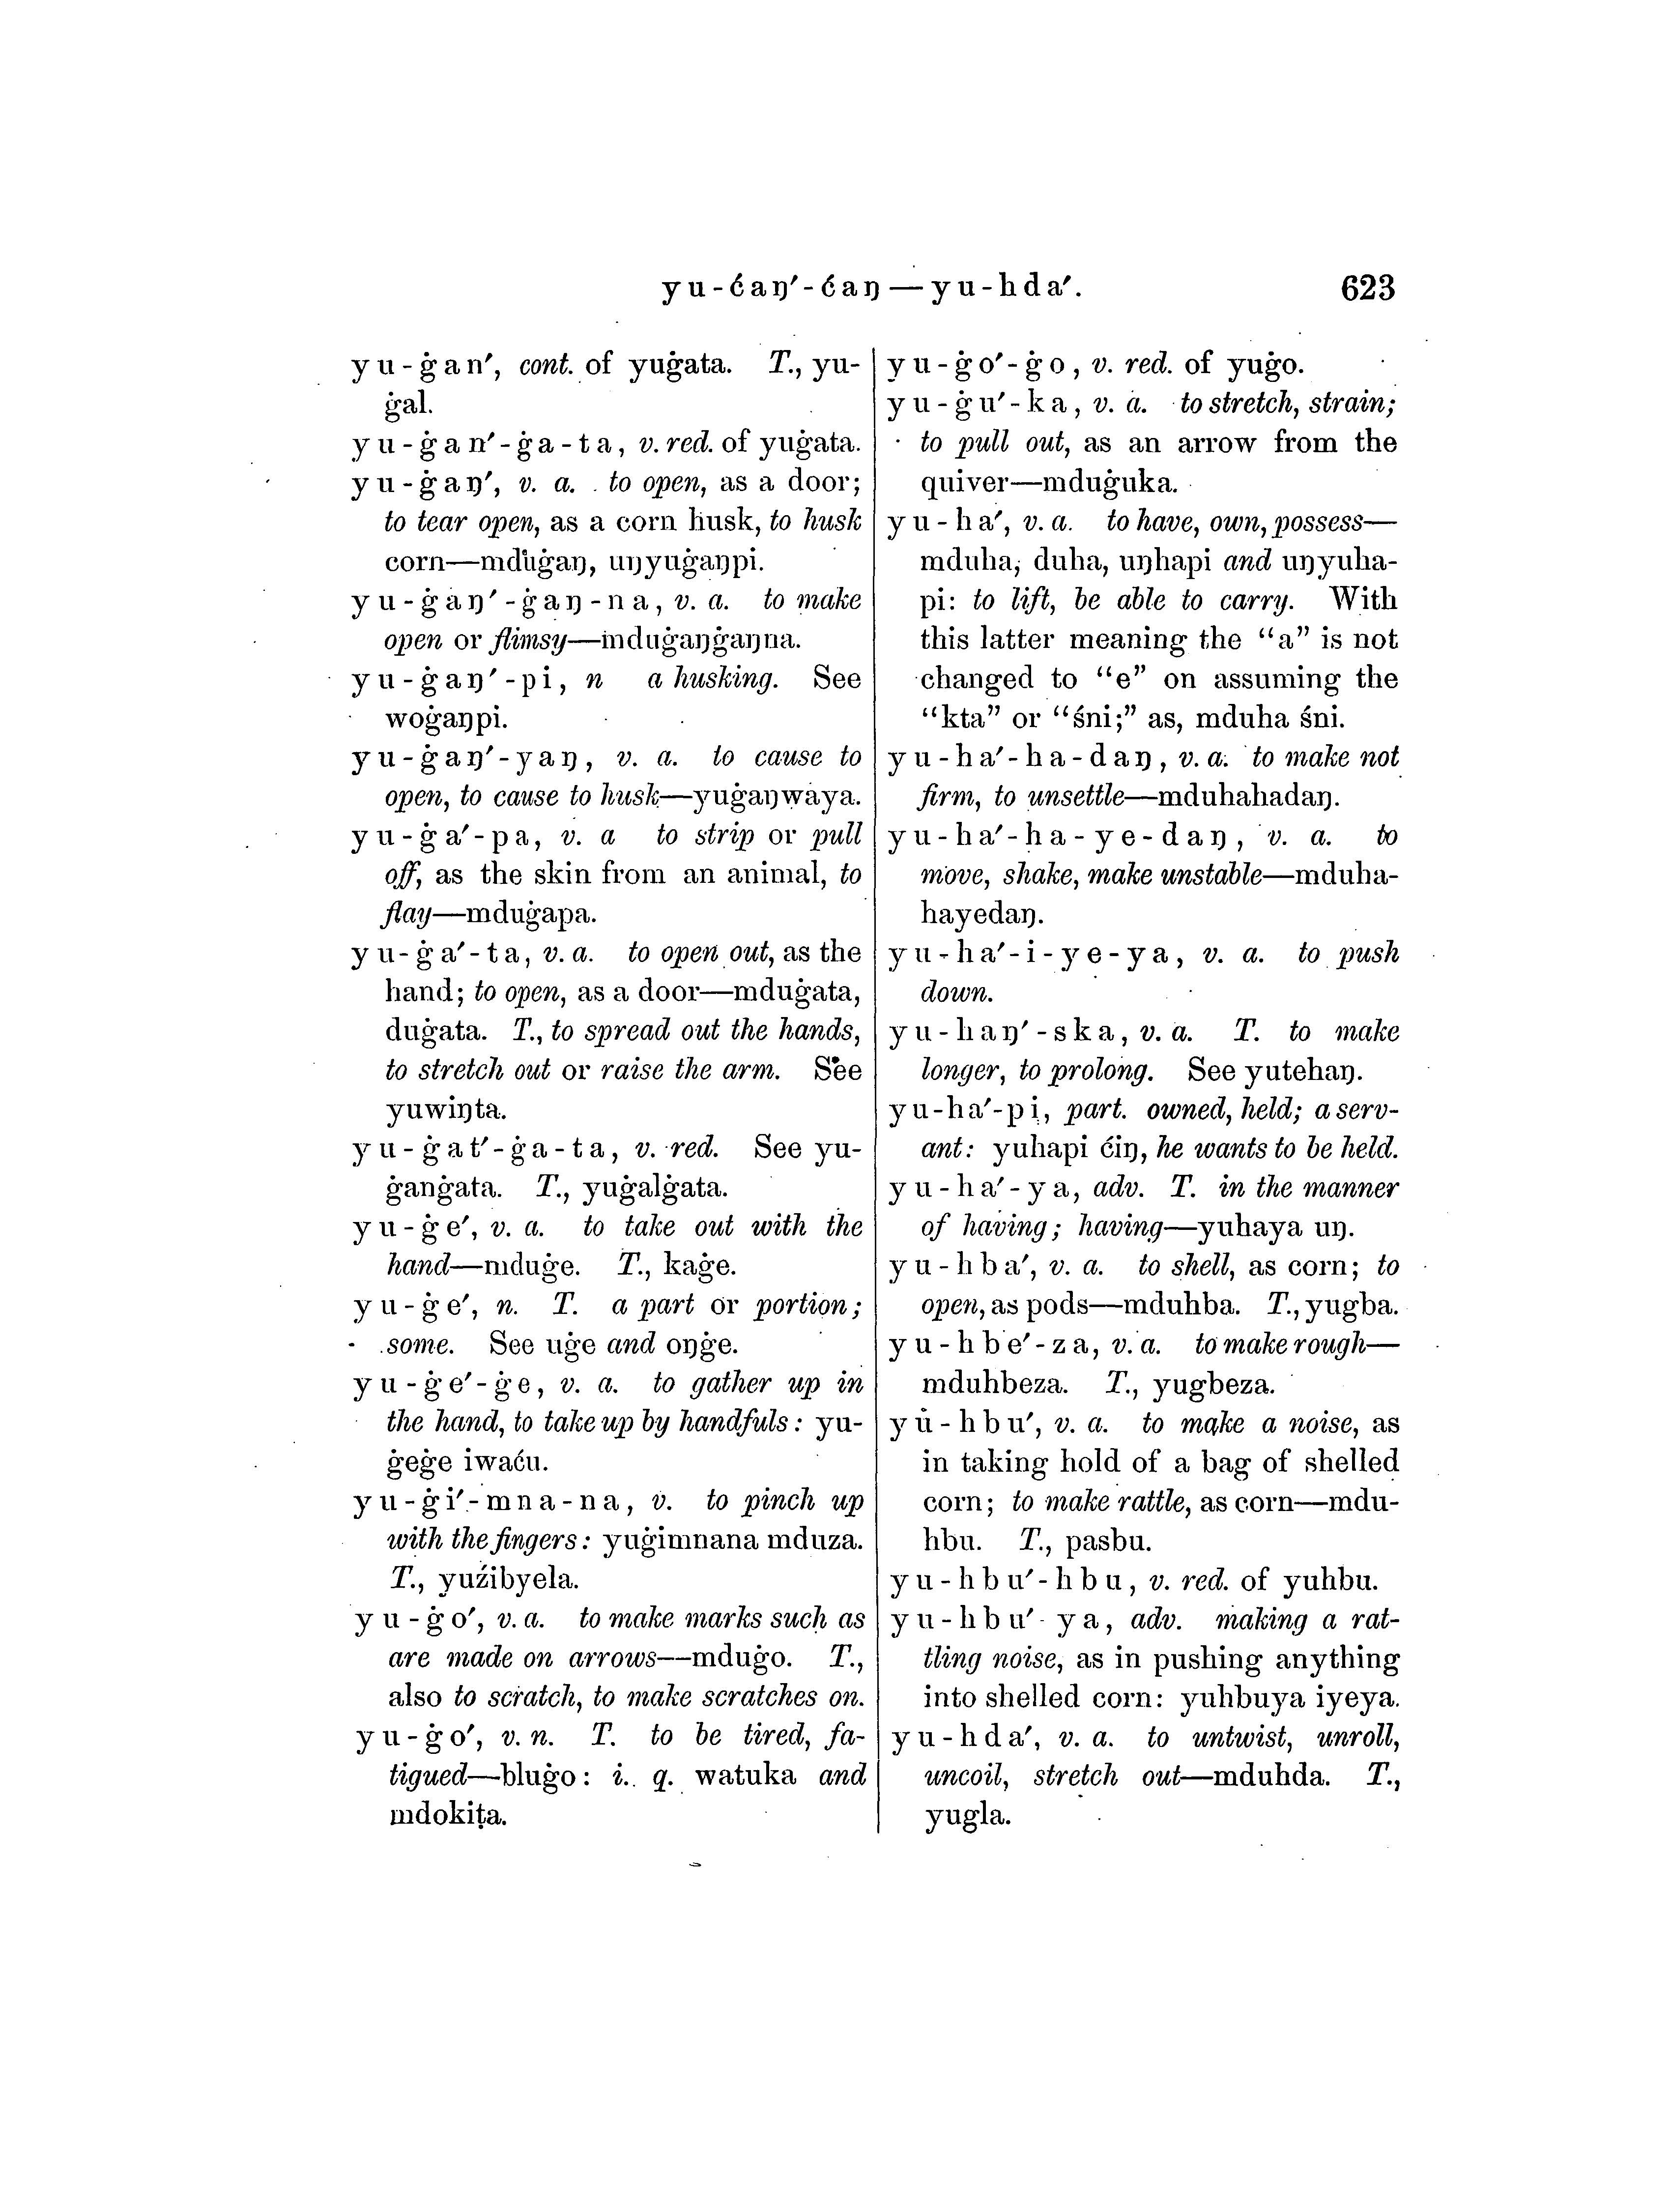 yu-ćaŋ′-ćaŋ—yu-hda′. 623
yu-ġan′, cont. of yuġata. T., yu-
ġal.
yu-ġan′-ġa-ta, v. red. of yuġata.
yu-ġaŋ′, v. a. to open, as a door;
to tear open, as a corn husk, to husk
corn—mduġaŋ, uŋyuġaŋpi.
yu-ġaŋ′-ġaŋ-na, v. a. to make
open or flimsy—mduġaŋġaŋna.
yu-ġaŋ′-pi, n a husking. See
woġaŋpi.
yu-ġaŋ′-yaŋ, v. a. to cause to
open, to cause to husk—yuġaŋwaya.
yu-ġa′-pa, v. a to strip or pull
off, as the skin from an animal, to
flay—mduġapa.
yu-ġa′-ta, v. a. to open out, as the
hand; to open, as a door—mduġata,
duġata. T., to spread out the hands,
to stretch out or raise the arm. See
yuwiŋta.
yu-ġat′-ġa-ta, v. red. See yu-
ġanġata. T., yuġalġata.
yu-ġe′, v. a. to take out with the
hand—mduġe. T., kaġe.
yu-ġe′, n. T. a part or portion;
some. See uġe and oŋġe.
yu-ġe′-ġe, v. a. to gather up in
the hand, to take up by handfuls: yu-
ġeġe iwaću.
yu-ġi′-mna-na, v. to pinch up
with the fingers: yuġimnana mduza.
T., yuźibyela.
yu-ġo′, v. a. to make marks such as
are made on arrows—mduġo. T.,
also to scratch, to make scratches on.
yu-ġo′, v. n. T. to be tired, fa-
tigued—bluġo: i. q. watuka and
mdokiṭa.
yu-ġo′-ġo, v. red. of yuġo.
yu-ġu′-ka, v. a. to stretch, strain;
to pull out, as an arrow from the
quiver—mduġuka.
yu-ha′, v. a. to have, own, possess—
mduha, duha, uŋhapi and uŋyuha-
pi: to lift, be able to carry. With
this latter meaning the "a" is not
changed to "e" on assuming the
"kta" or "śni;" as, mduha śni.
yu-ha′-ha-daŋ, v. a. to make not
firm, to unsettle—mduhahadaŋ.
yu-ha′-ha-ye-daŋ, v. a. to
move, shake, make unstable—mduha-
hayedaŋ.
yu-ha′-i-ye-ya, v. a. to push
down.
yu-haŋ′-ska, v. a. T. to make
longer, to prolong. See yutehaŋ.
yu-ha′-pi, part. owned, held; a serv-
ant: yuhapi ćiŋ, he wants to be held.
yu-ha′-ya, adv. T. in the manner
of having; having—yuhaya uŋ.
yu-hba′, v. a. to shell, as corn; to
open, as pods—mduhba. T., yugba.
yu-hbe′-za, v. a. to make rough—
mduhbeza. T., yugbeza.
yu-hbu′, v. a. to make a noise, as
in taking hold of a bag of shelled
corn; to make rattle, as corn—mdu-
hbu. T., pasbu.
yu-hbu′-hbu, v. red. of yuhbu.
yu-hbu′-ya, adv. making a rat-
tling noise, as in pushing anything
into shelled corn: yuhbuya iyeya.
yu-hda′, v. a. to untwist, unroll,
uncoil, stretch out—mduhda. T.,
yugla.